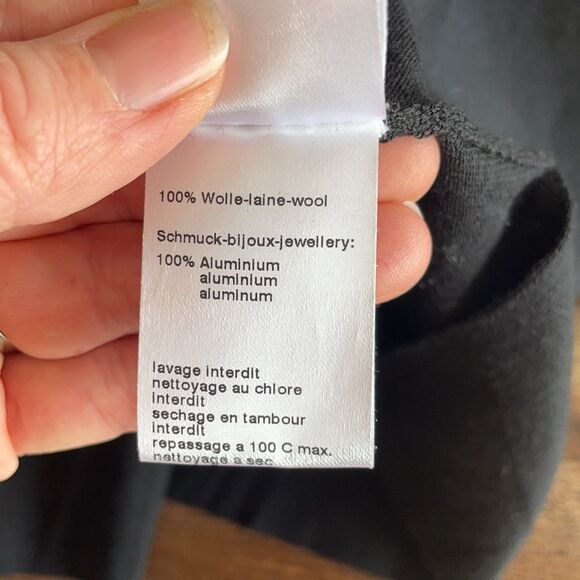 100% Wolle-laine-wool
Schmuck-bijoux-jewellery:
100% Aluminium
aluminium
aluminum
lavage interdit
nettoyage au chlore
interdit
sechage en tambour
interdit
repassage a 100 C max.
nettoyage a sec